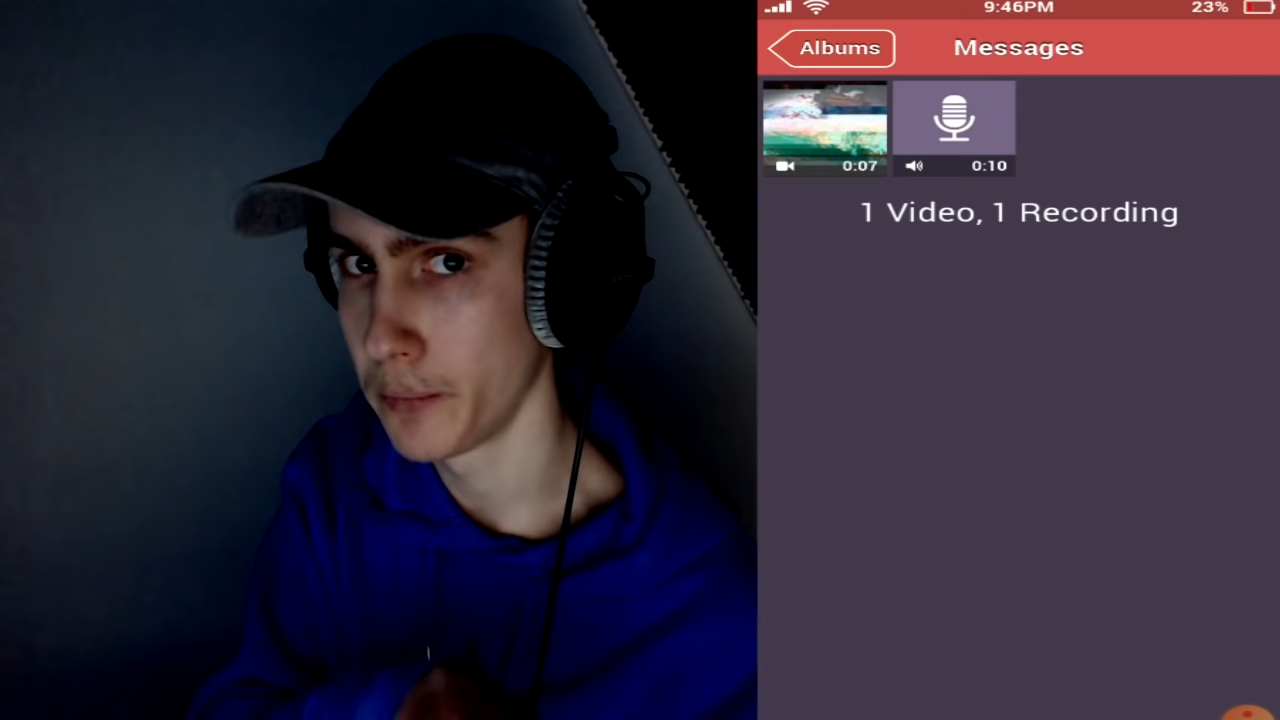 9:46PM
23%
Albums
Messages
0:07
0:10
1 Video, 1 Recording